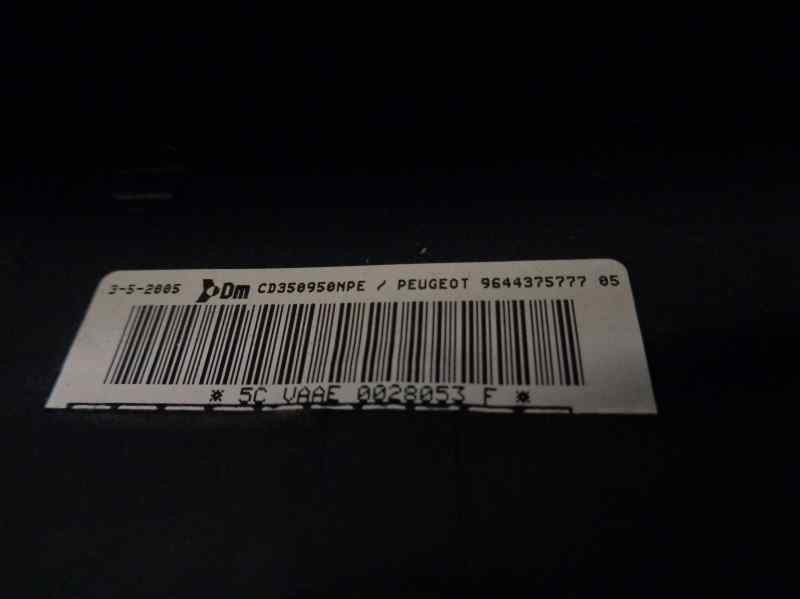 3-5-2005 Dm CD350950NPE / PEUGEOT 9644375777 05
* 5C VAAE 0028053 F *